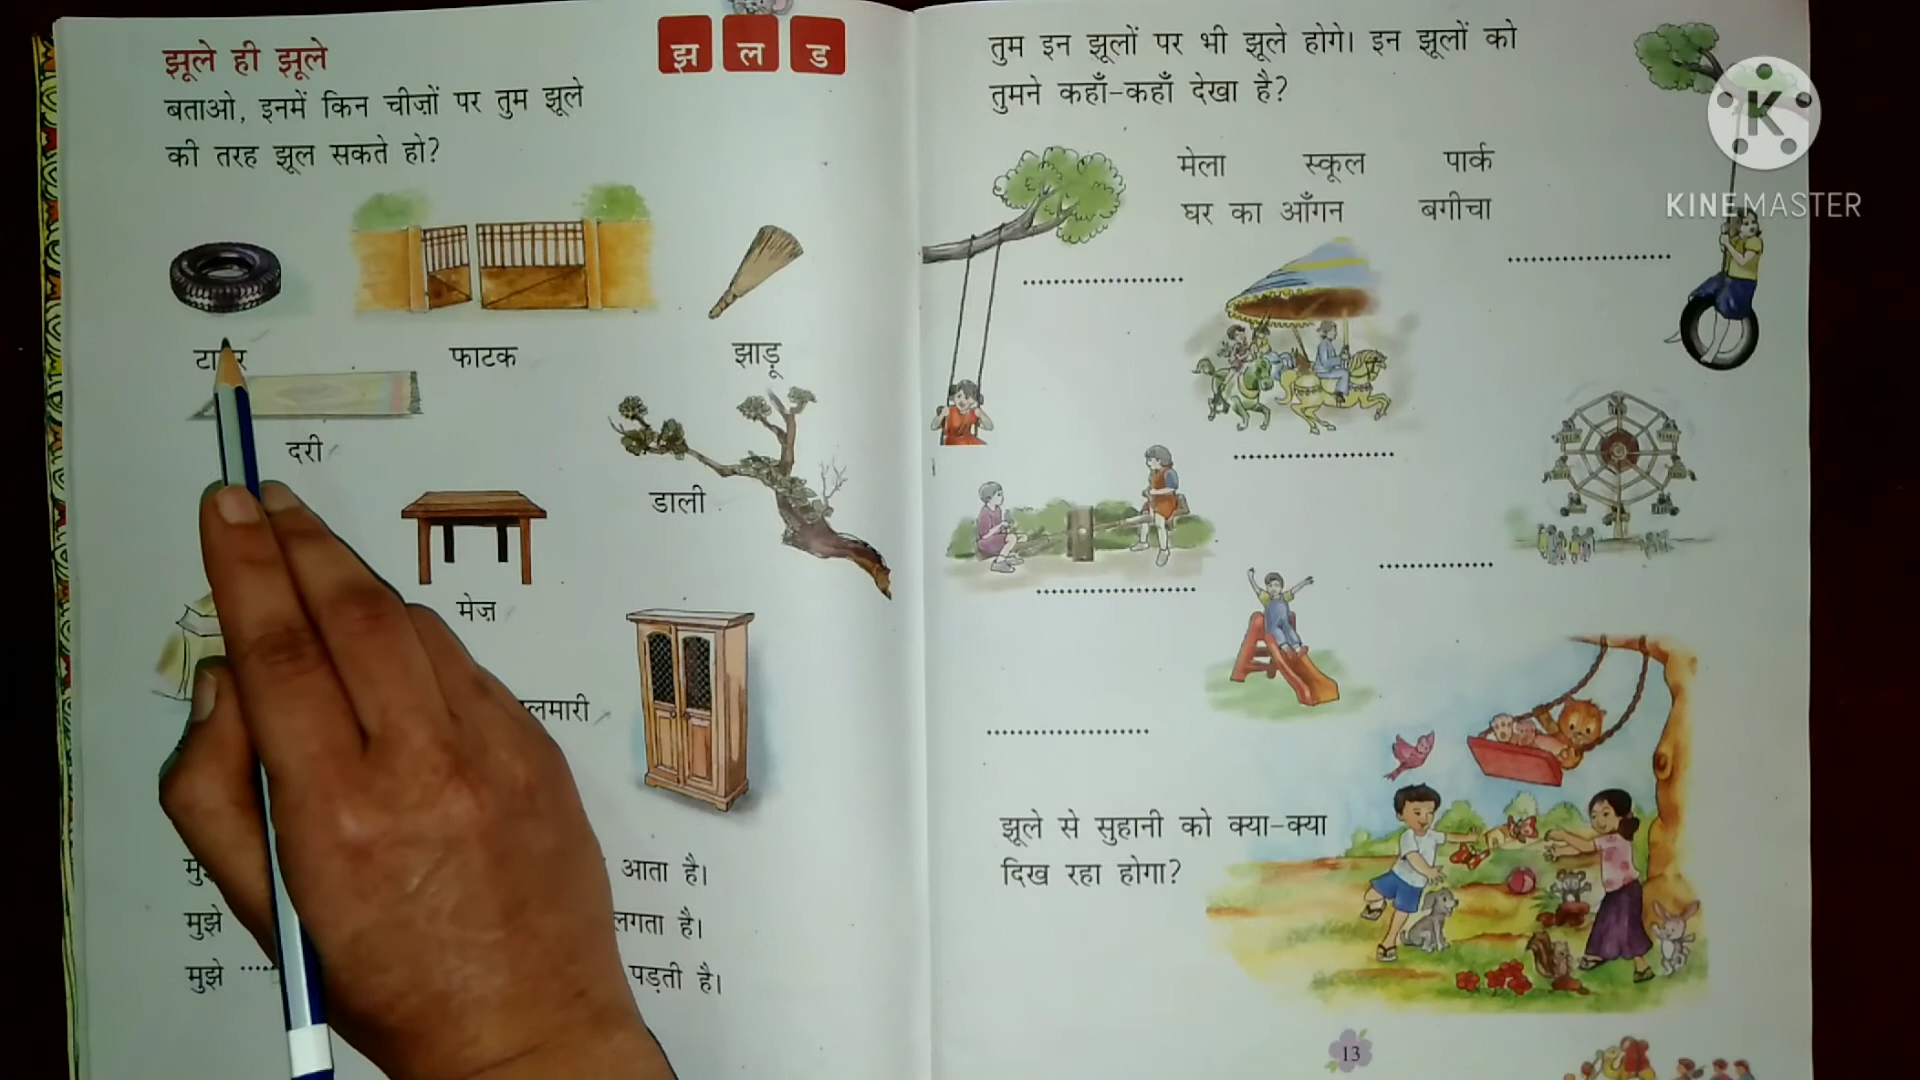 झूले ही झूले
झ ल ड
बताओ, इनमें किन चीज़ों पर तुम झूले
की तरह झूल सकते हो?
फाटक
झाड़ू
दरी
डाली
मेज़
आता है।
मुझे लगता है।
मुझे ..... पड़ती है।
तुम इन झूलों पर भी झूले होगे। इन झूलों को
तुमने कहाँ-कहाँ देखा है?
मेला स्कूल पार्क
घर का आँगन बगीचा
झूले से सुहानी को क्या-क्या
दिख रहा होगा?
13
K
KINEMASTER